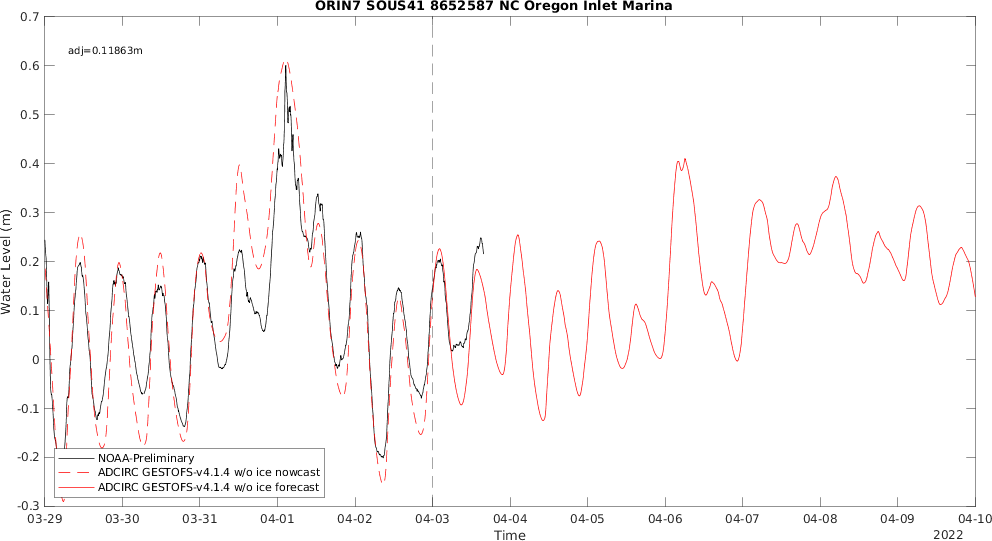 ORIN7 SOUS41 8652587 NC Oregon Inlet Marina
adj=0.11863m
0.7
0.6
0.5
0.4
0.3
0.2
0.1
0
-0.1
-0.2
-0.3
Water Level (m)
NOAA-Preliminary
ADCIRC GESTOFS-v4.1.4 w/o ice nowcast
ADCIRC GESTOFS-v4.1.4 w/o ice forecast
03-29 03-30 03-31 04-01 04-02 04-03 04-04 04-05 04-06 04-07 04-08 04-09 04-10
Time
2022